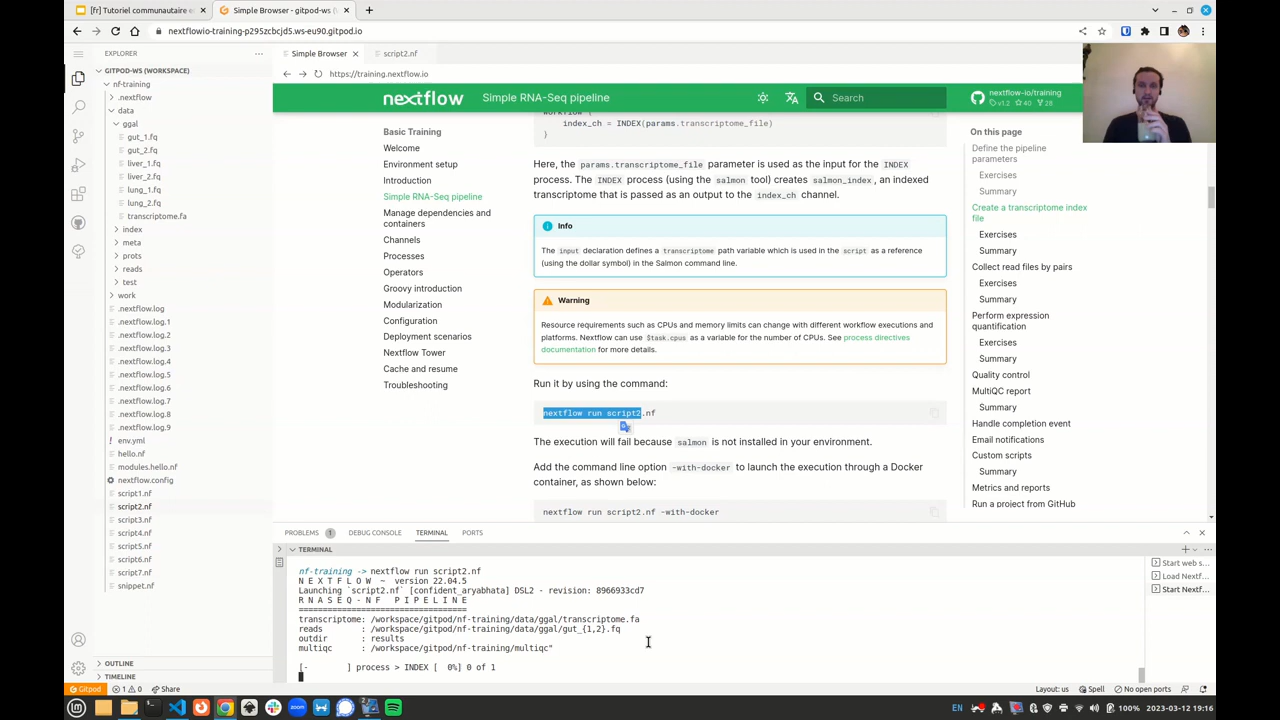 [fr] Tutoriel communautaire e
Simple Browser - gitpod-ws (
nextflowio-training-p295zcbcjd5.ws-eu90.gitpod.io
EXPLORER
GITPOD-WS (WORKSPACE)
nf-training
.nextflow
data
ggal
gut_1.fq
gut_2.fq
liver_1.fq
liver_2.fq
lung_1.fq
lung_2.fq
transcriptome.fa
index
meta
prots
reads
test
work
.nextflow.log
.nextflow.log.1
.nextflow.log.2
.nextflow.log.3
.nextflow.log.4
.nextflow.log.5
.nextflow.log.6
.nextflow.log.7
.nextflow.log.8
.nextflow.log.9
env.yml
hello.nf
modules.hello.nf
nextflow.config
script1.nf
script2.nf
script3.nf
script4.nf
script5.nf
script6.nf
script7.nf
snippet.nf
OUTLINE
TIMELINE
Simple Browser
script2.nf
https://training.nextflow.io
nextflow
Simple RNA-Seq pipeline
Search
nextflow-io/training
v1.2 40 28
Basic Training
Welcome
Environment setup
Introduction
Simple RNA-Seq pipeline
Manage dependencies and
containers
Channels
Processes
Operators
Groovy introduction
Modularization
Configuration
Deployment scenarios
Nextflow Tower
Cache and resume
Troubleshooting
workflow {
index_ch = INDEX(params.transcriptome_file)
}
Here, the params.transcriptome_file parameter is used as the input for the INDEX
process. The INDEX process (using the salmon tool) creates salmon_index, an indexed
transcriptome that is passed as an output to the index_ch channel.
Info
The input declaration defines a transcriptome path variable which is used in the script as a reference
(using the dollar symbol) in the Salmon command line.
Warning
Resource requirements such as CPUs and memory limits can change with different workflow executions and
platforms. Nextflow can use $task.cpus as a variable for the number of CPUs. See process directives
documentation for more details.
Run it by using the command:
nextflow run script2.nf
The execution will fail because salmon is not installed in your environment.
Add the command line option -with-docker to launch the execution through a Docker
container, as shown below:
nextflow run script2.nf -with-docker
On this page
Define the pipeline
parameters
Exercises
Summary
Create a transcriptome index
file
Exercises
Summary
Collect read files by pairs
Exercises
Summary
Perform expression
quantification
Exercises
Summary
Quality control
MultiQC report
Summary
Handle completion event
Email notifications
Custom scripts
Summary
Metrics and reports
Run a project from GitHub
PROBLEMS 1 DEBUG CONSOLE TERMINAL PORTS
TERMINAL
nf-training -> nextflow run script2.nf
N E X T F L O W ~ version 22.04.5
Launching `script2.nf` [confident_aryabhata] DSL2 - revision: 8966933cd7
R N A S E Q - N F   P I P E L I N E
===================================
transcriptome: /workspace/gitpod/nf-training/data/ggal/transcriptome.fa
reads : /workspace/gitpod/nf-training/data/ggal/gut_{1,2}.fq
outdir : results
multiqc : /workspace/gitpod/nf-training/multiqc"
[- ] process > INDEX [ 0%] 0 of 1
Start web s
Load Nextf
Start Nextf
Gitpod 1 0 Share
Layout: us Spell No open ports
EN 100% 2023-03-12 19:16